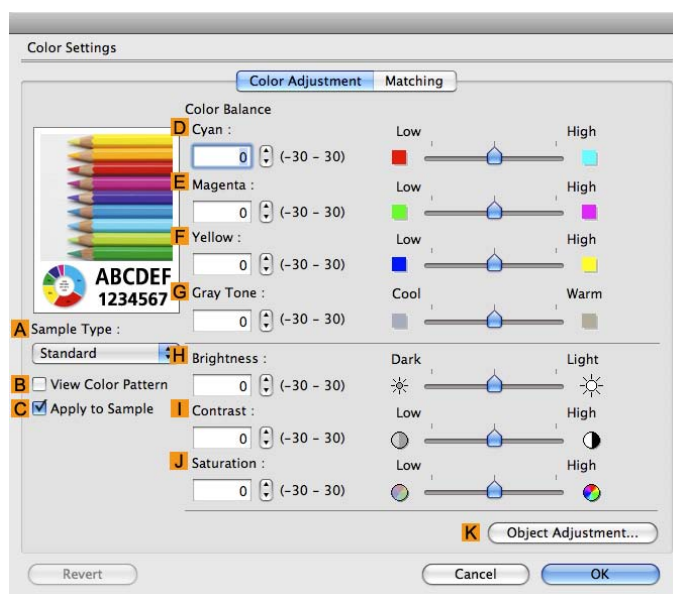 Color Settings
Color Adjustment Matching
Color Balance
D Cyan :
0 (-30 - 30) Low High
E Magenta :
0 (-30 - 30) Low High
F Yellow :
0 (-30 - 30) Low High
G Gray Tone :
0 (-30 - 30) Cool Warm
ABCDEF
1234567
A Sample Type :
Standard
B View Color Pattern
C Apply to Sample
H Brightness :
0 (-30 - 30) Dark Light
I Contrast :
0 (-30 - 30) Low High
J Saturation :
0 (-30 - 30) Low High
K Object Adjustment...
Revert Cancel OK